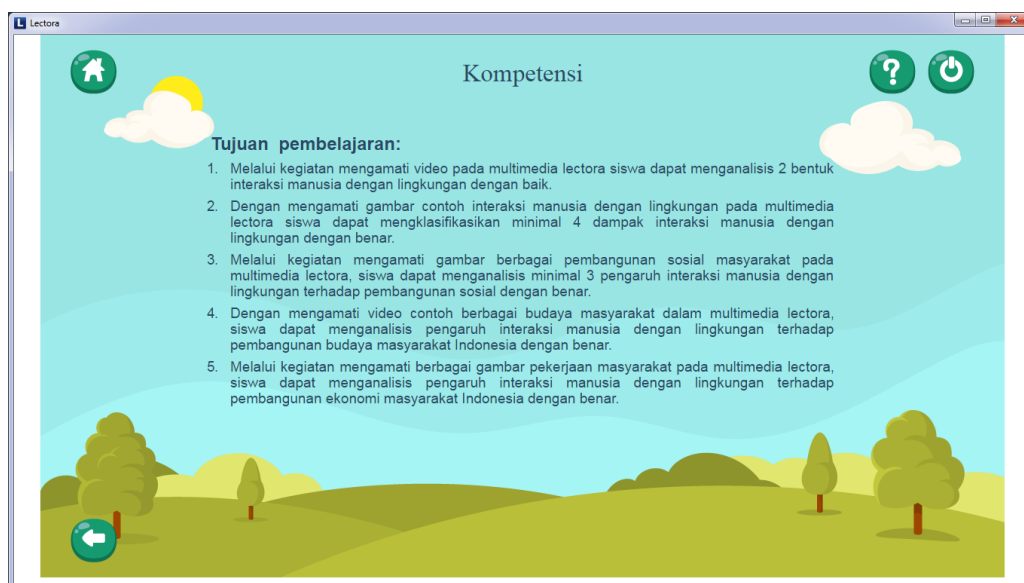 Lectora
Kompetensi
Tujuan pembelajaran:
1. Melalui kegiatan mengamati video pada multimedia lectora siswa dapat menganalisis 2 bentuk
interaksi manusia dengan lingkungan dengan baik.
2. Dengan mengamati gambar contoh interaksi manusia dengan lingkungan pada multimedia
lectora siswa dapat mengklasifikasikan minimal 4 dampak interaksi manusia dengan
lingkungan dengan benar.
3. Melalui kegiatan mengamati gambar berbagai pembangunan sosial masyarakat pada
multimedia lectora, siswa dapat menganalisis minimal 3 pengaruh interaksi manusia dengan
lingkungan terhadap pembangunan sosial dengan benar.
4. Dengan mengamati video contoh berbagai budaya masyarakat dalam multimedia lectora,
siswa dapat menganalisis pengaruh interaksi manusia dengan lingkungan terhadap
pembangunan budaya masyarakat Indonesia dengan benar.
5. Melalui kegiatan mengamati berbagai gambar pekerjaan masyarakat pada multimedia lectora,
siswa dapat menganalisis pengaruh interaksi manusia dengan lingkungan terhadap
pembangunan ekonomi masyarakat Indonesia dengan benar.